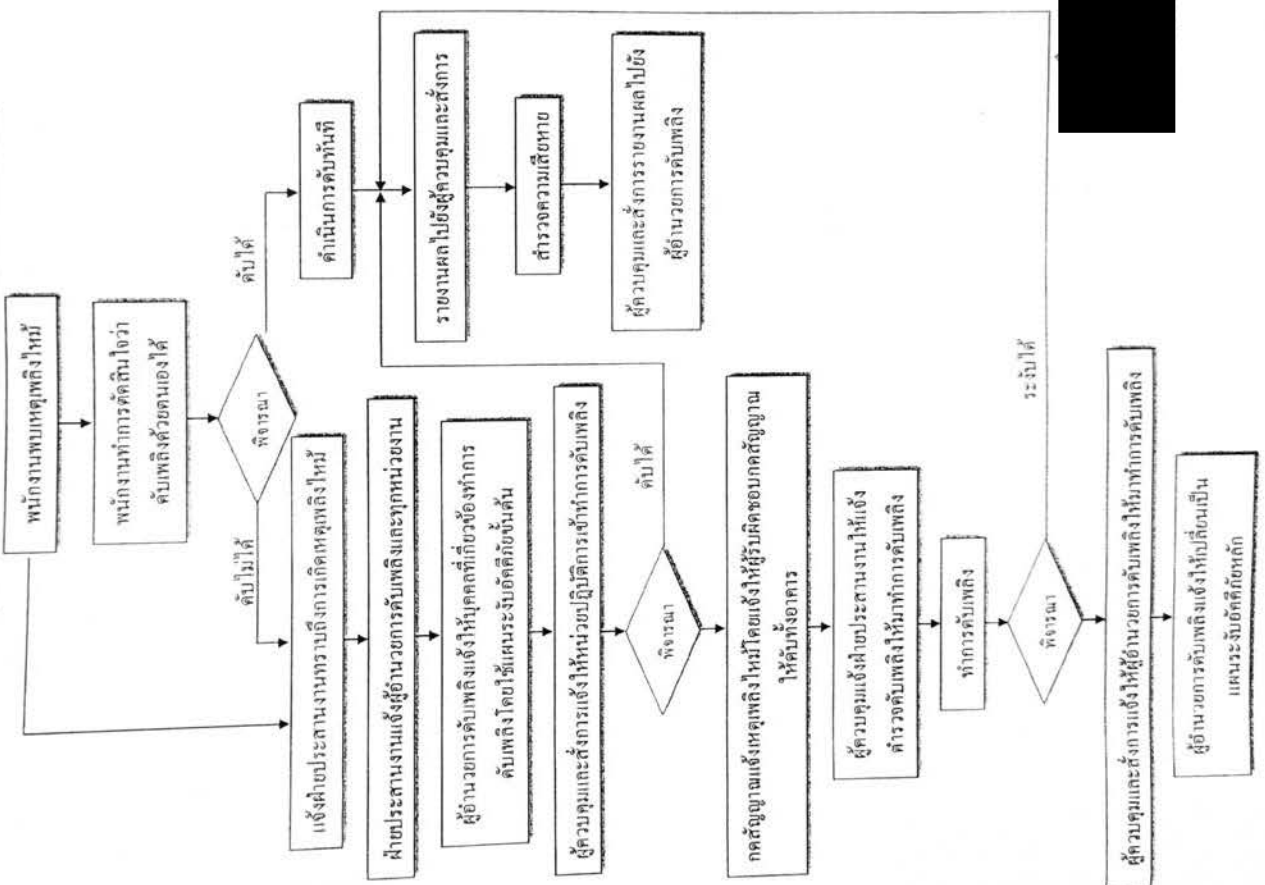 พนักงานพบเหตุเพลิงไหม้
พนักงานทำการตัดสินใจว่า
ดับเพลิงด้วยตนเองได้
พิจารณา
ดับไม่ได้
ดับได้
ดำเนินการดับทันที
รายงานผลไปยังผู้ควบคุมและสั่งการ
สำรวจความเสียหาย
ผู้ควบคุมและสั่งการรายงานผลไปยัง
ผู้อำนวยการดับเพลิง
แจ้งฝ่ายประสานงานทราบถึงการเกิดเหตุเพลิงไหม้
ฝ่ายประสานงานแจ้งผู้อำนวยการดับเพลิงและทุกหน่วยงาน
ผู้อำนวยการดับเพลิงแจ้งให้บุคคลที่เกี่ยวข้องทำการ
ดับเพลิงโดยใช้แผนระงับอัคคีภัยขั้นต้น
ผู้ควบคุมและสั่งการแจ้งให้หน่วยปฏิบัติการเข้าทำการดับเพลิง
พิจารณา
ดับได้
กดสัญญาณแจ้งเหตุเพลิงไหม้โดยแจ้งให้ผู้รับผิดชอบกดสัญญาณ
ให้ดับทั้งอาคาร
ผู้ควบคุมแจ้งฝ่ายประสานงานให้แจ้ง
ตำรวจดับเพลิงให้มาทำการดับเพลิง
ทำการดับเพลิง
พิจารณา
ระงับได้
ผู้ควบคุมและสั่งการแจ้งให้ผู้อำนวยการดับเพลิงให้มาทำการดับเพลิง
ผู้อำนวยการดับเพลิงแจ้งให้เปลี่ยนเป็น
แผนระงับอัคคีภัยหลัก